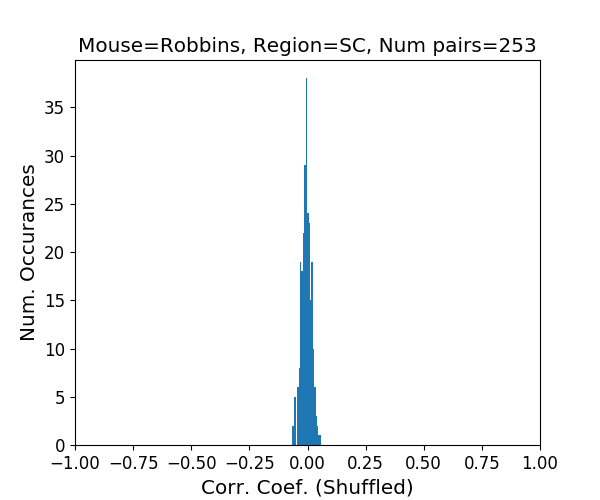 Mouse=Robbins, Region=SC, Num pairs=253
Num. Occurances
35
30
25
20
15
10
5
0
−1.00 −0.75 −0.50 −0.25 0.00 0.25 0.50 0.75 1.00
Corr. Coef. (Shuffled)